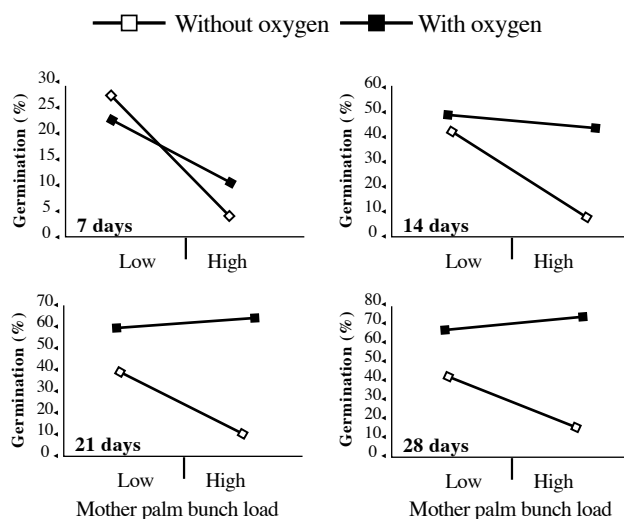 Without oxygen With oxygen
Germination (%)
30
25
20
15
10
5
0
7 days
Low High
Germination (%)
60
50
40
30
20
10
0
14 days
Low High
Germination (%)
70
60
50
40
30
20
10
0
21 days
Low High
Mother palm bunch load
Germination (%)
80
70
60
50
40
30
20
10
0
28 days
Low High
Mother palm bunch load